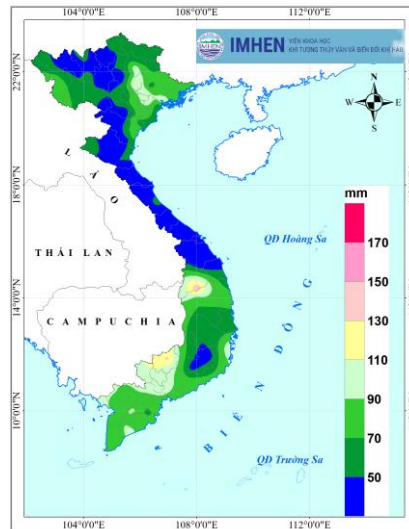 104°0'0"E 108°0'0"E 112°0'0"E
IMHEN
VIỆN KHOA HỌC
KHÍ TƯỢNG THỦY VĂN VÀ BIẾN ĐỔI KHÍ HẬU
22°0'0"N
N
W E
S
LÀO
18°0'0"N
mm
QĐ Hoàng Sa
THÁI LAN
170
150
14°0'0"N
130
CAMPUCHIA
110
90
BIỂN ĐÔNG
10°0'0"N
70
QĐ Trường Sa
50
104°0'0"E 108°0'0"E 112°0'0"E